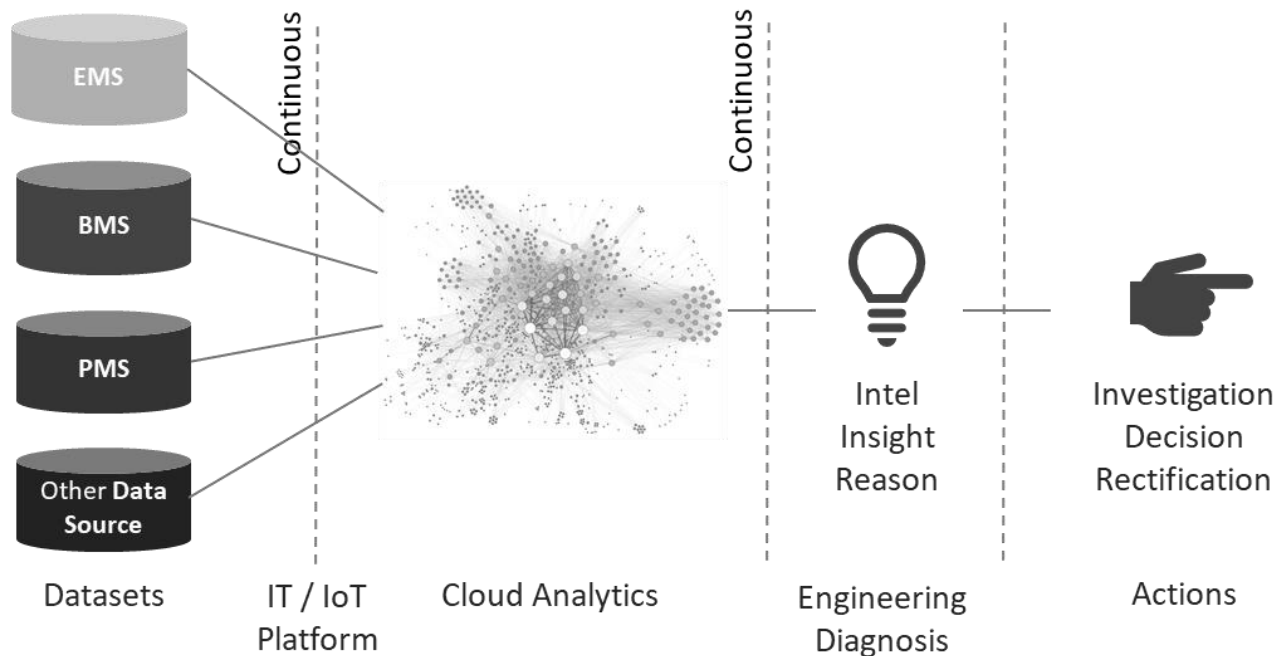 EMS
BMS
PMS
Other Data
Source
Datasets
Continuous
IT / IoT
Platform
Cloud Analytics
Continuous
Intel
Insight
Reason
Engineering
Diagnosis
Investigation
Decision
Rectification
Actions